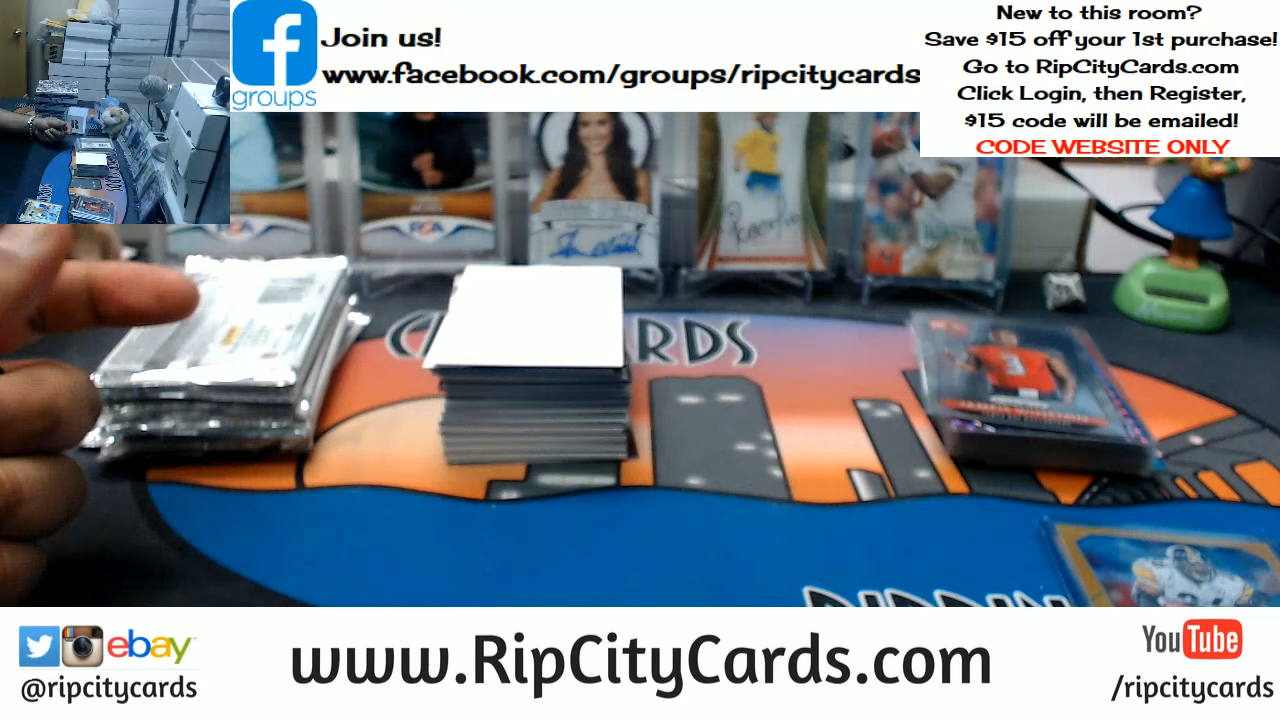 Join us!
www.facebook.com/groups/ripcitycards
groups
New to this room?
Save $15 off your 1st purchase!
Go to RipCityCards.com
Click Login, then Register,
$15 code will be emailed!
CODE WEBSITE ONLY
PSA
ARDS
ebay
@ripcitycards
www.RipCityCards.com
YouTube
/ripcitycards